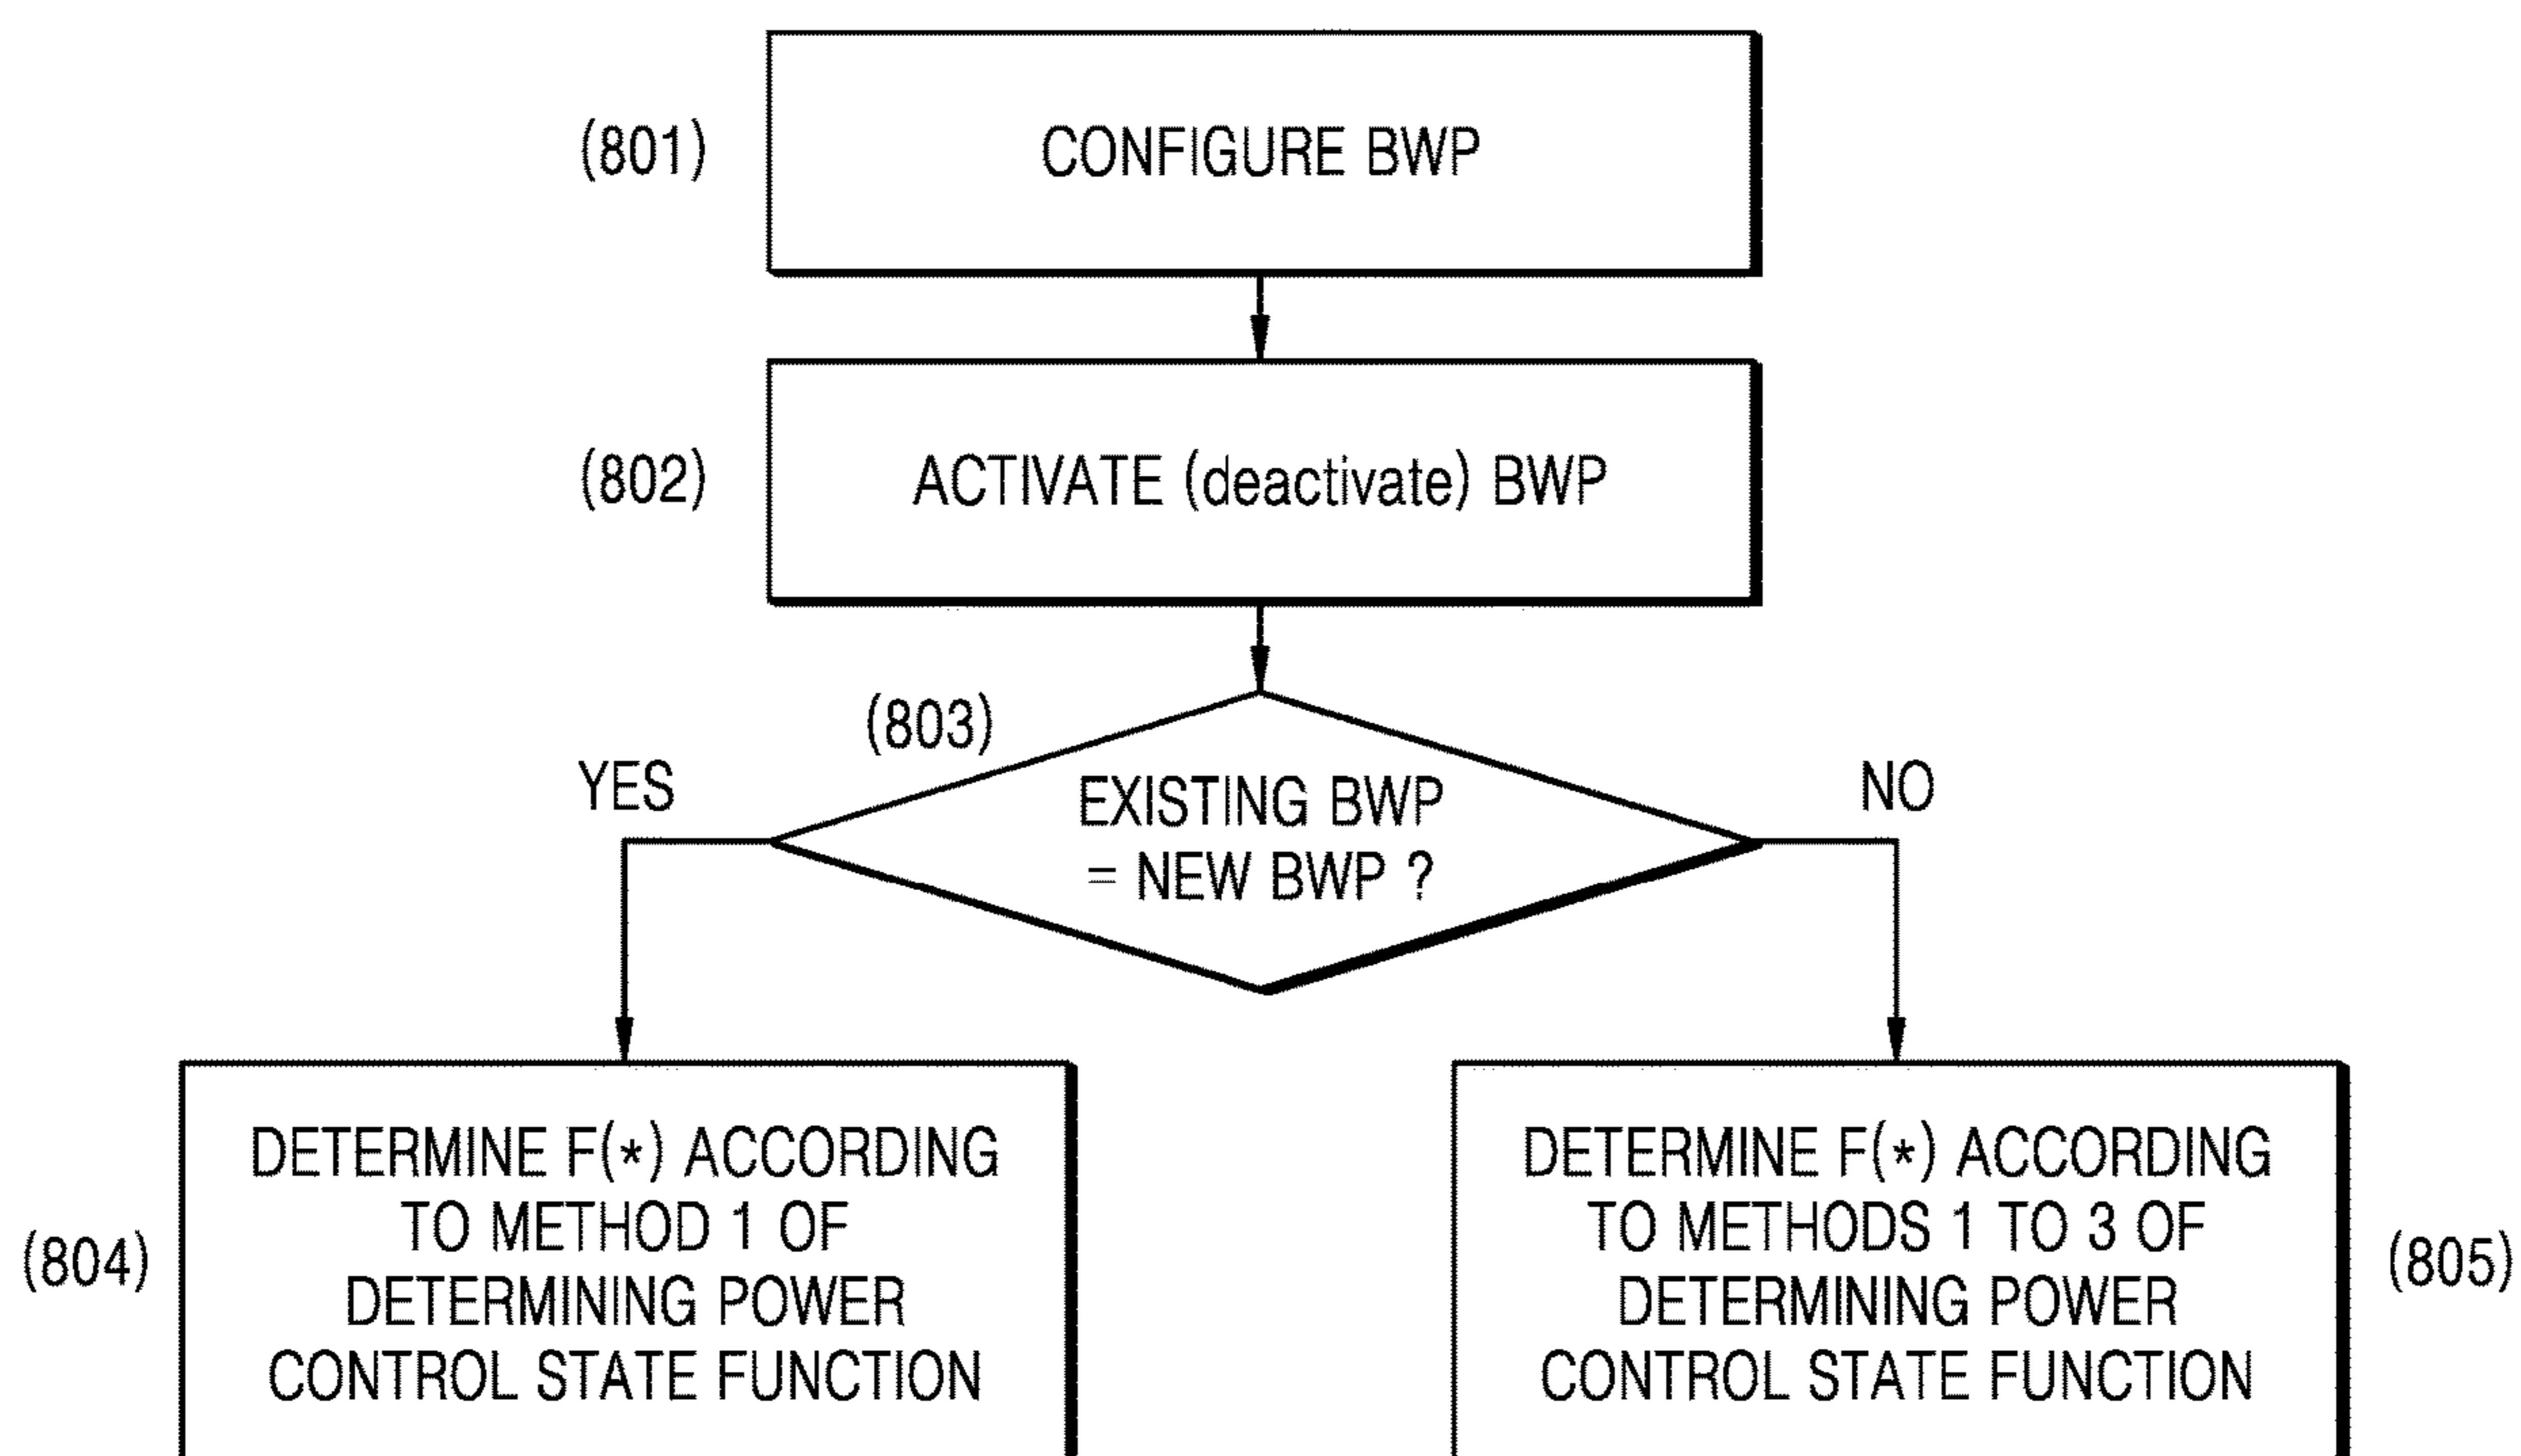 (801)
CONFIGURE BWP
(802)
ACTIVATE (deactivate) BWP
(803)
YES
EXISTING BWP
= NEW BWP ?
NO
(804)
DETERMINE F(*) ACCORDING
TO METHOD 1 OF
DETERMINING POWER
CONTROL STATE FUNCTION
DETERMINE F(*) ACCORDING
TO METHODS 1 TO 3 OF
DETERMINING POWER
CONTROL STATE FUNCTION
(805)